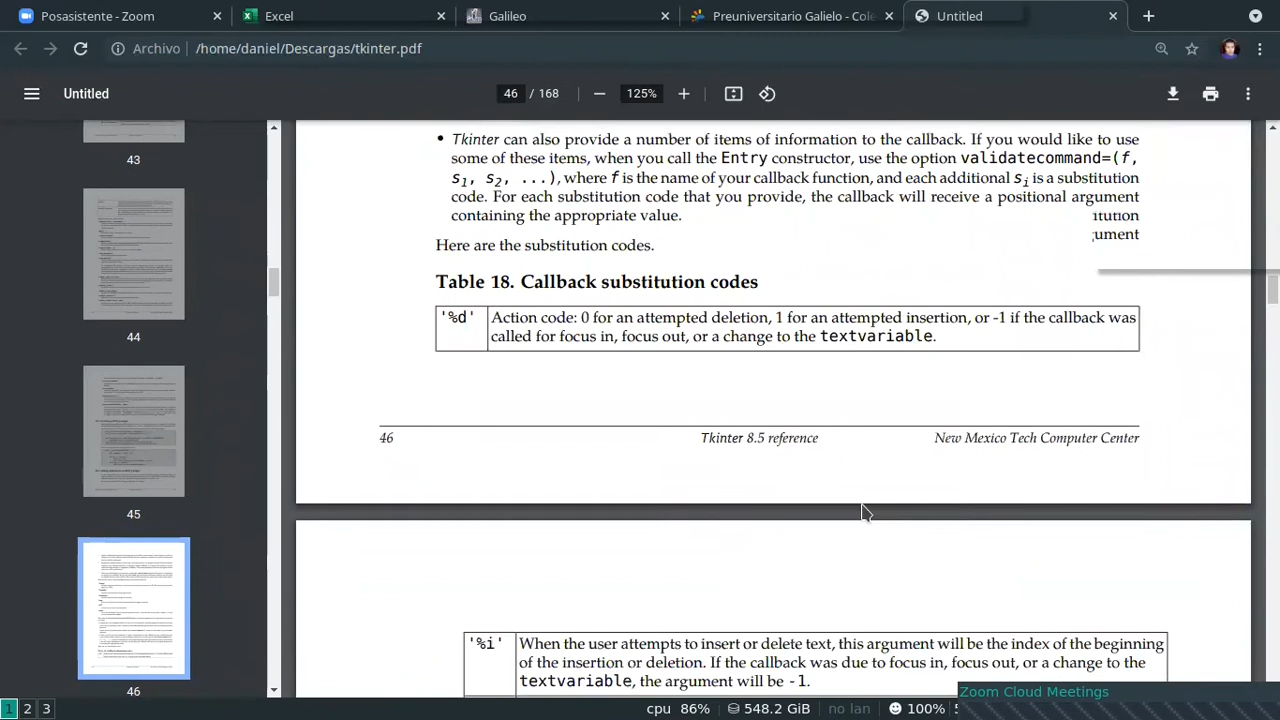 Posasistente - Zoom
Excel
Galileo
Preuniversitario Galielo - Cole
Untitled
Archivo
/home/daniel/Descargas/tkinter.pdf
Untitled
46 / 168
125%
43
44
45
46
• Tkinter can also provide a number of items of information to the callback. If you would like to use
some of these items, when you call the Entry constructor, use the option validatecommand=(f,
s1, s2, ...), where f is the name of your callback function, and each additional si is a substitution
code. For each substitution code that you provide, the callback will receive a positional argument
containing the appropriate value.
itution
ument
Here are the substitution codes.
Table 18. Callback substitution codes
'%d' Action code: 0 for an attempted deletion, 1 for an attempted insertion, or -1 if the callback was
called for focus in, focus out, or a change to the textvariable.
46 Tkinter 8.5 reference New Mexico Tech Computer Center
'%i' When the user attempts to insert or delete text, this argument will be the index of the beginning
of the insertion or deletion. If the callback was due to focus in, focus out, or a change to the
textvariable, the argument will be -1.
Zoom Cloud Meetings
1 2 3
cpu 86% 548.2 GiB no lan 100% 5